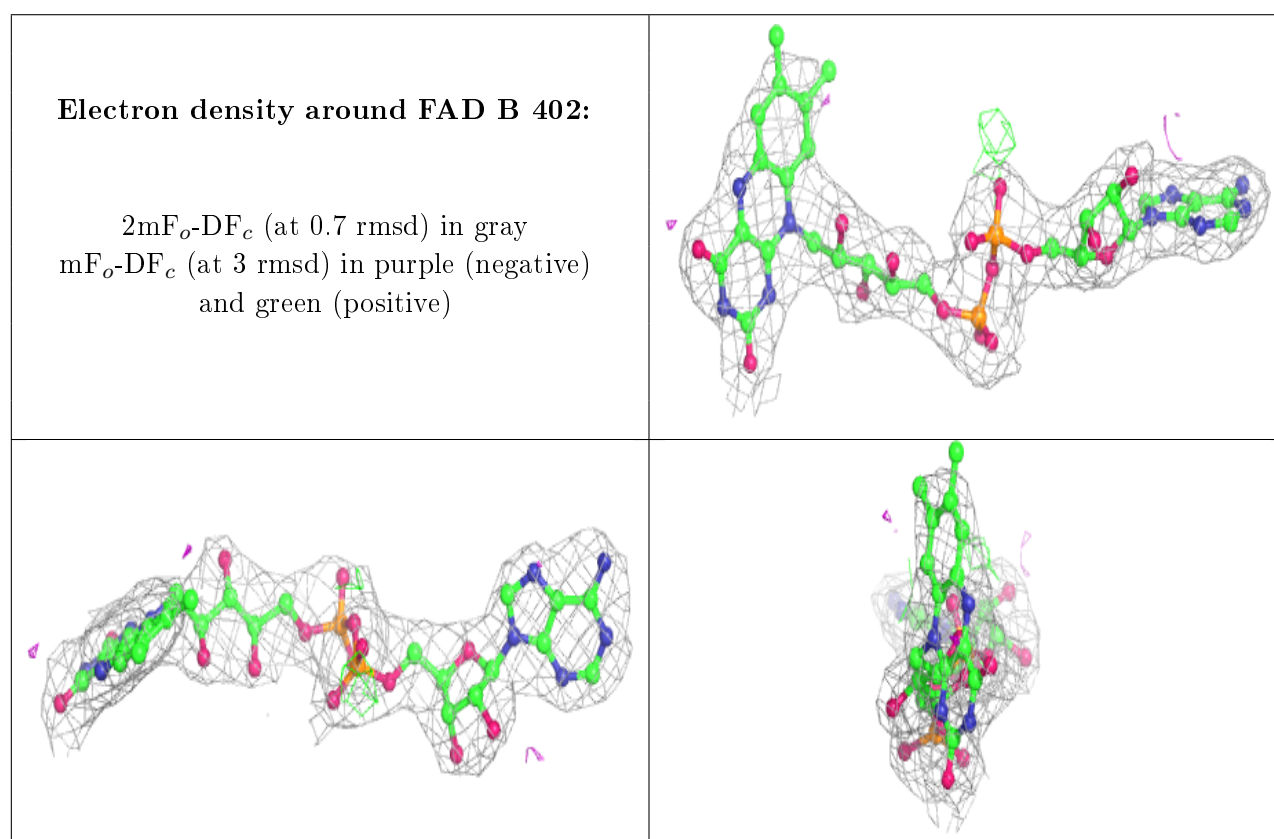 Electron density around FAD B 402:
2mFₒ-DF𝒸 (at 0.7 rmsd) in gray
mFₒ-DF𝒸 (at 3 rmsd) in purple (negative)
and green (positive)